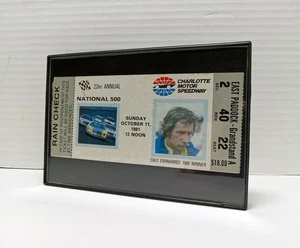 RAIN CHECK
22nd ANNUAL
NATIONAL 500
SUNDAY
OCTOBER 11,
1981
12 NOON
CHARLOTTE
MOTOR
SPEEDWAY
DALE EARNHARDT 1980 WINNER
EAST PADDOCK - Grandstand A
2
40
22
$18.00